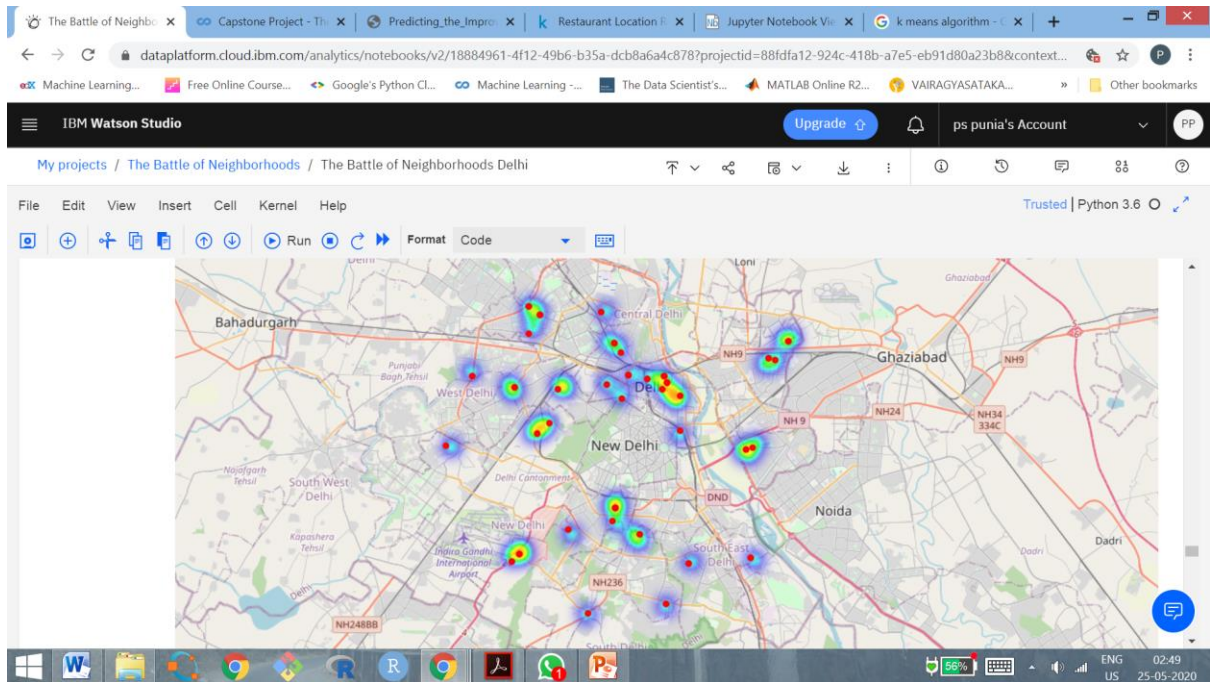 The Battle of Neighbo
Capstone Project - Th
Predicting_the_Impro
Restaurant Location R
Jupyter Notebook Vie
k means algorithm - G
dataplatform.cloud.ibm.com/analytics/notebooks/v2/18884961-4f12-49b6-b35a-dcb8a6a4c878?projectid=88fdfa12-924c-418b-a7e5-eb91d80a23b8&context...
P
Machine Learning...
Free Online Course...
Google's Python Cl...
Machine Learning -...
The Data Scientist's...
MATLAB Online R2...
VAIRAGYASATAKA...
»
Other bookmarks
IBM Watson Studio
Upgrade
ps punia's Account
PP
My projects / The Battle of Neighborhoods / The Battle of Neighborhoods Delhi
File Edit View Insert Cell Kernel Help
Trusted | Python 3.6
Run
Format
Code
Loni
Ghaziabad
Bahadurgarh
Central Delhi
NH9
Ghaziabad
NH9
Punjabi
Bagh Tehsil
West Delhi
Del
NH24
NH34
334C
NH 9
New Delhi
Najafgarh
Tehsil
South West
Delhi
Delhi Cantonment
DND
Noida
Kapashera
Tehsil
New Delhi
Indira Gandhi
International
Airport
South East
Delhi
Dadri
Dadri
NH236
Delhi
NH248BB
South Delhi
56%
ENG
US
02:49
25-05-2020